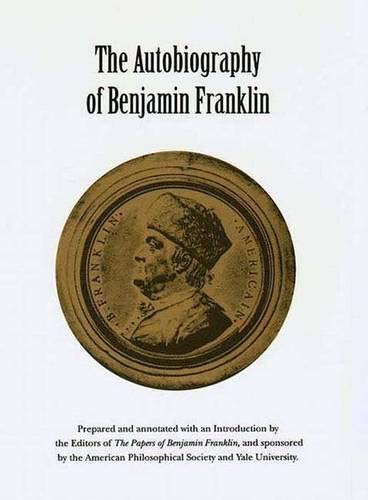 The Autobiography
of Benjamin Franklin
B. FRANKLIN.
AMERICAIN
Prepared and annotated with an Introduction by
the Editors of The Papers of Benjamin Franklin, and sponsored
by the American Philosophical Society and Yale University.